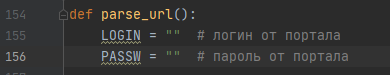 154 def parse_url():
155 LOGIN = "" # логин от портала
156 PASSW = "" # пароль от портала